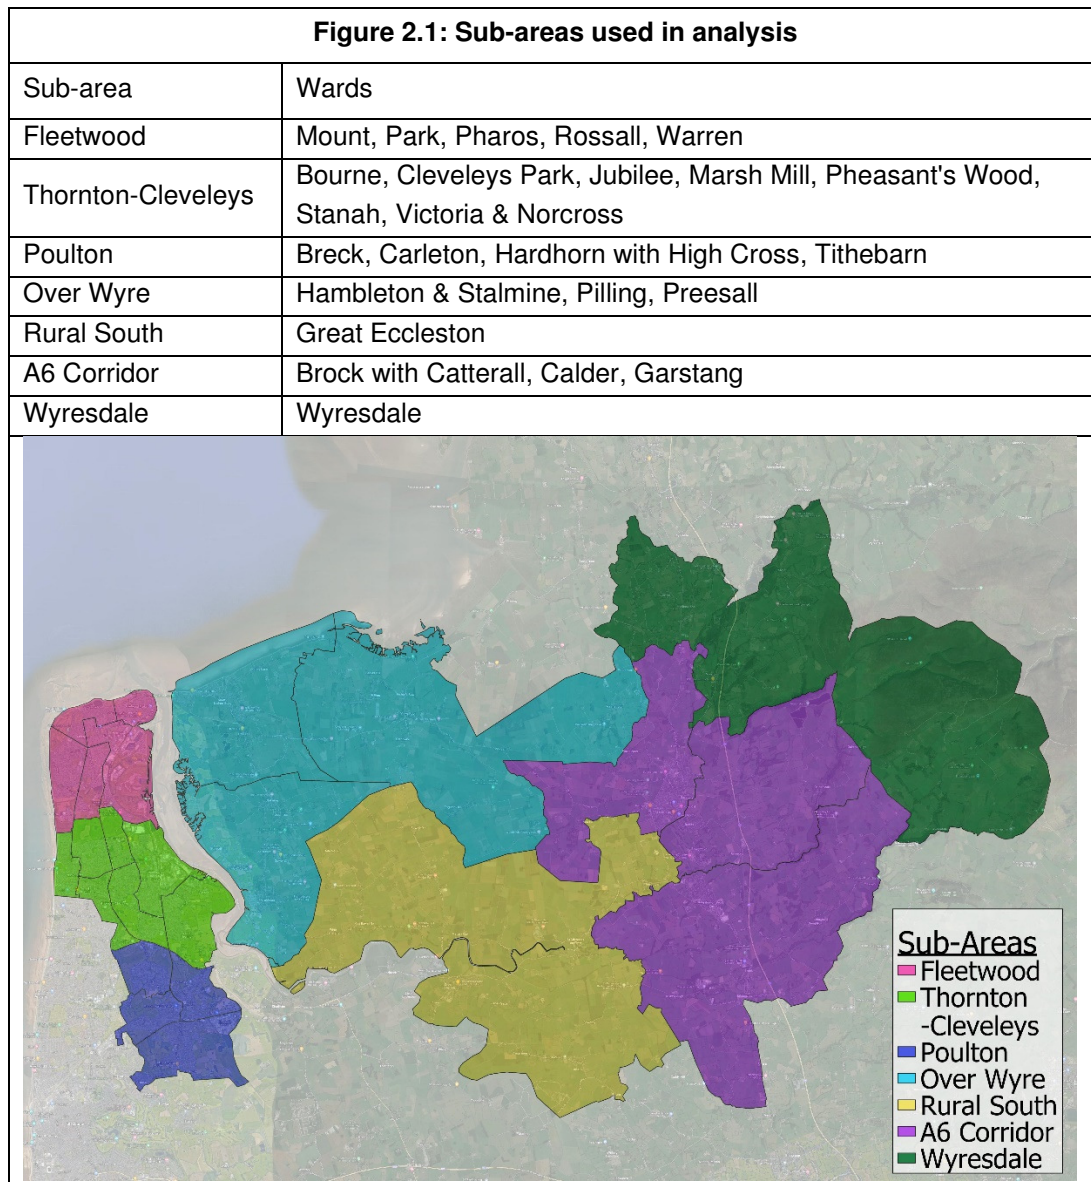 Figure 2.1: Sub-areas used in analysis
Sub-area
Wards
Fleetwood
Mount, Park, Pharos, Rossall, Warren
Thornton-Cleveleys
Bourne, Cleveleys Park, Jubilee, Marsh Mill, Pheasant's Wood,
Stanah, Victoria & Norcross
Poulton
Breck, Carleton, Hardhorn with High Cross, Tithebarn
Over Wyre
Hambleton & Stalmine, Pilling, Preesall
Rural South
Great Eccleston
A6 Corridor
Brock with Catterall, Calder, Garstang
Wyresdale
Wyresdale
Sub-Areas
Fleetwood
Thornton
-Cleveleys
Poulton
Over Wyre
Rural South
A6 Corridor
Wyresdale